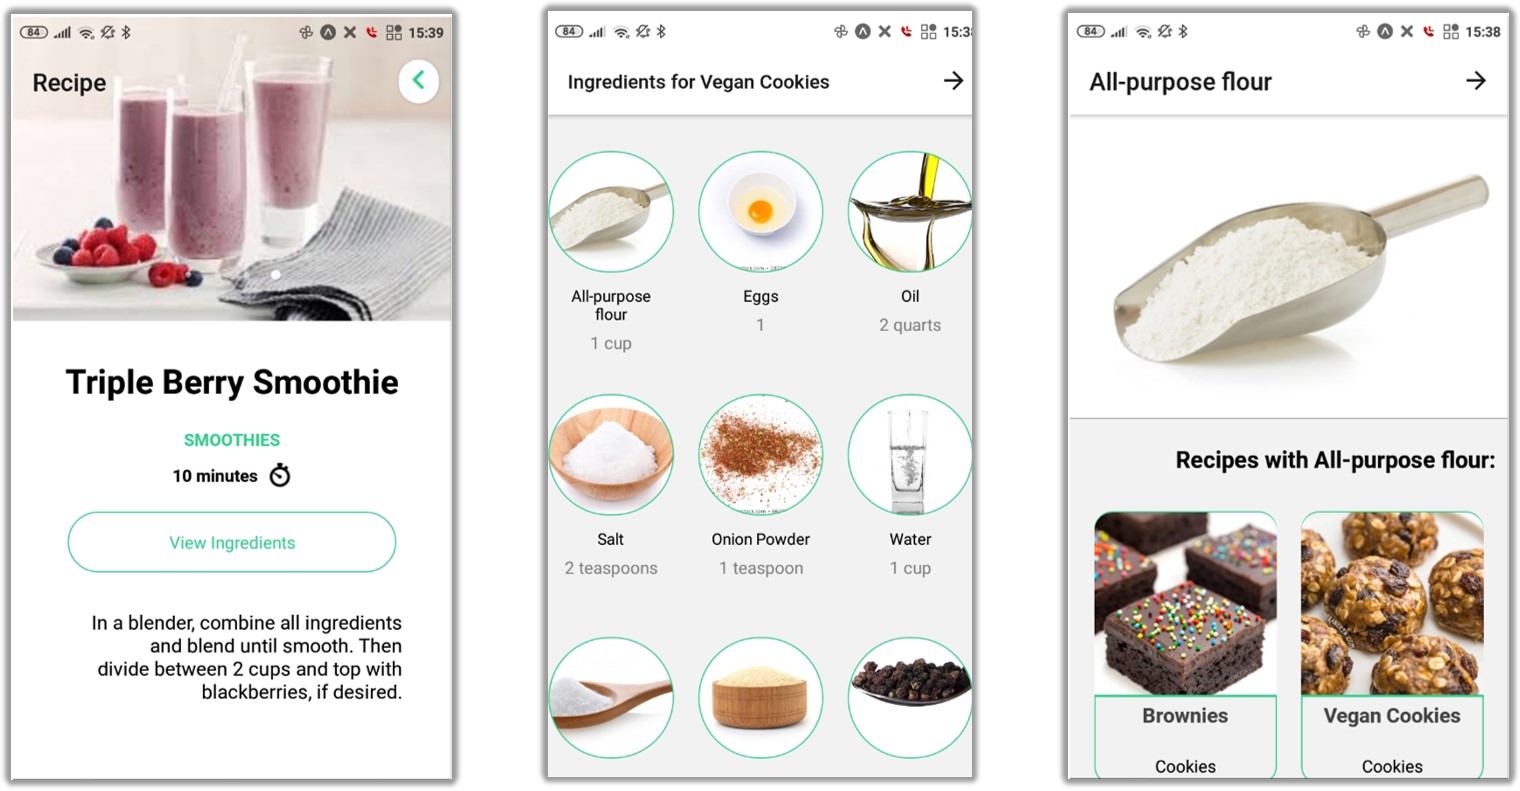 84
15:39
Recipe
Triple Berry Smoothie
SMOOTHIES
10 minutes
View Ingredients
In a blender, combine all ingredients
and blend until smooth. Then
divide between 2 cups and top with
blackberries, if desired.
84
15:38
Ingredients for Vegan Cookies
All-purpose
flour
1 cup
Eggs
1
Oil
2 quarts
Salt
2 teaspoons
Onion Powder
1 teaspoon
Water
1 cup
84
15:38
All-purpose flour
Recipes with All-purpose flour:
Brownies
Cookies
Vegan Cookies
Cookies